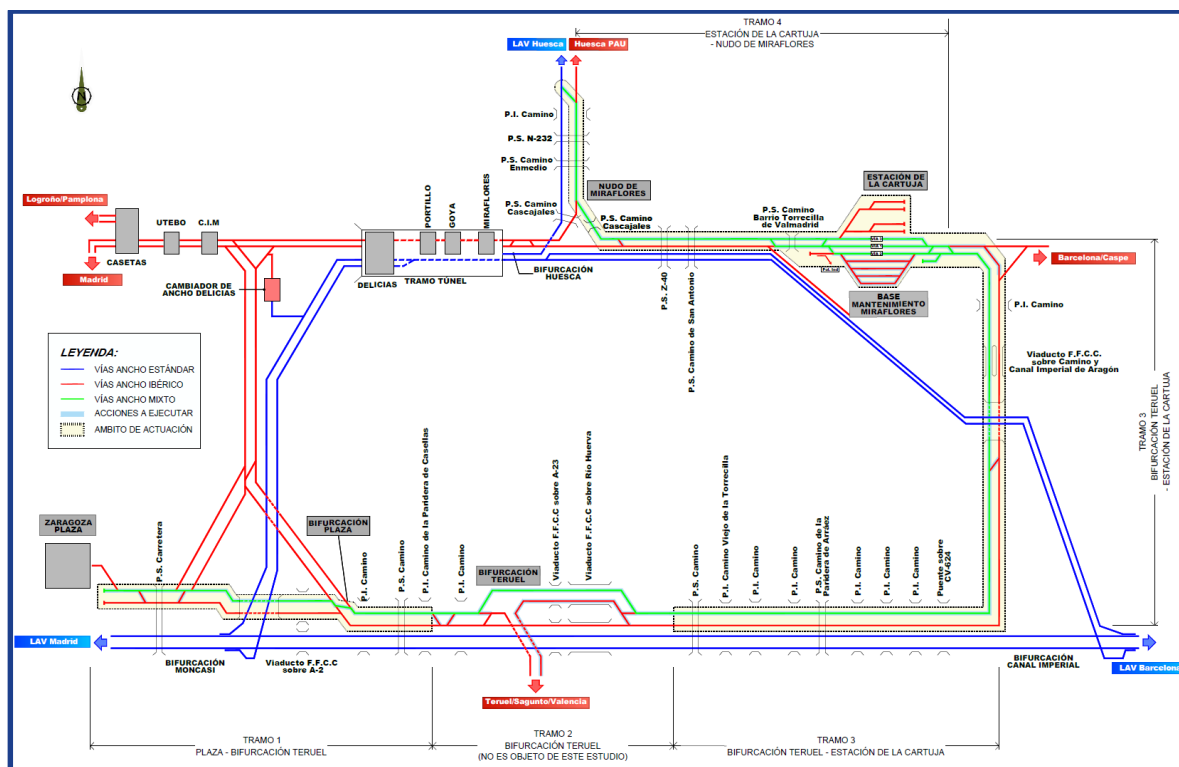 TRAMO 4
ESTACIÓN DE LA CARTUJA
- NUDO DE MIRAFLORES
LAV Huesca
Huesca PAU
N
P.I. Camino
P.S. N-232
P.S. Camino
Enmedio
NUDO DE
MIRAFLORES
ESTACIÓN DE
LA CARTUJA
Logroño/Pamplona
UTEBO
C.I.M
PORTILLO
GOYA
MIRAFLORES
P.S. Camino
Cascajales
P.S. Camino
Cascajales
P.S. Camino
Barrio Torrecilla
de Valmadrid
CASETAS
Madrid
CAMBIADOR DE
ANCHO DELICIAS
DELICIAS
TRAMO TÚNEL
BIFURCACIÓN
HUESCA
P.S. Z-40
P.S. Camino de San Antonio
BASE
MANTENIMIENTO
MIRAFLORES
Barcelona/Caspe
P.I. Camino
Viaducto F.F.C.C.
sobre Camino y
Canal Imperial de Aragón
TRAMO 3
BIFURCACIÓN TERUEL
- ESTACIÓN DE LA CARTUJA
LEYENDA:
VÍAS ANCHO ESTÁNDAR
VÍAS ANCHO IBÉRICO
VÍAS ANCHO MIXTO
ACCIONES A EJECUTAR
AMBITO DE ACTUACIÓN
ZARAGOZA
PLAZA
P.S. Carretera
BIFURCACIÓN
PLAZA
P.I. Camino
P.S. Camino
P.I. Camino de la Paridera de Casellas
P.I. Camino
BIFURCACIÓN
TERUEL
Viaducto F.F.C.C sobre A-23
Viaducto F.F.C.C sobre Río Huerva
P.S. Camino
P.I. Camino Viejo de la Torrecilla
P.I. Camino
P.I. Camino
P.S. Camino de la
Paridera de Arráez
P.I. Camino
P.I. Camino
P.I. Camino
Puente sobre
CV-624
LAV Madrid
BIFURCACIÓN
MONCASI
Viaducto F.F.C.C
sobre A-2
Teruel/Sagunto/Valencia
BIFURCACIÓN
CANAL IMPERIAL
LAV Barcelona
TRAMO 1
PLAZA - BIFURCACIÓN TERUEL
TRAMO 2
BIFURCACIÓN TERUEL
(NO ES OBJETO DE ESTE ESTUDIO)
TRAMO 3
BIFURCACIÓN TERUEL - ESTACIÓN DE LA CARTUJA